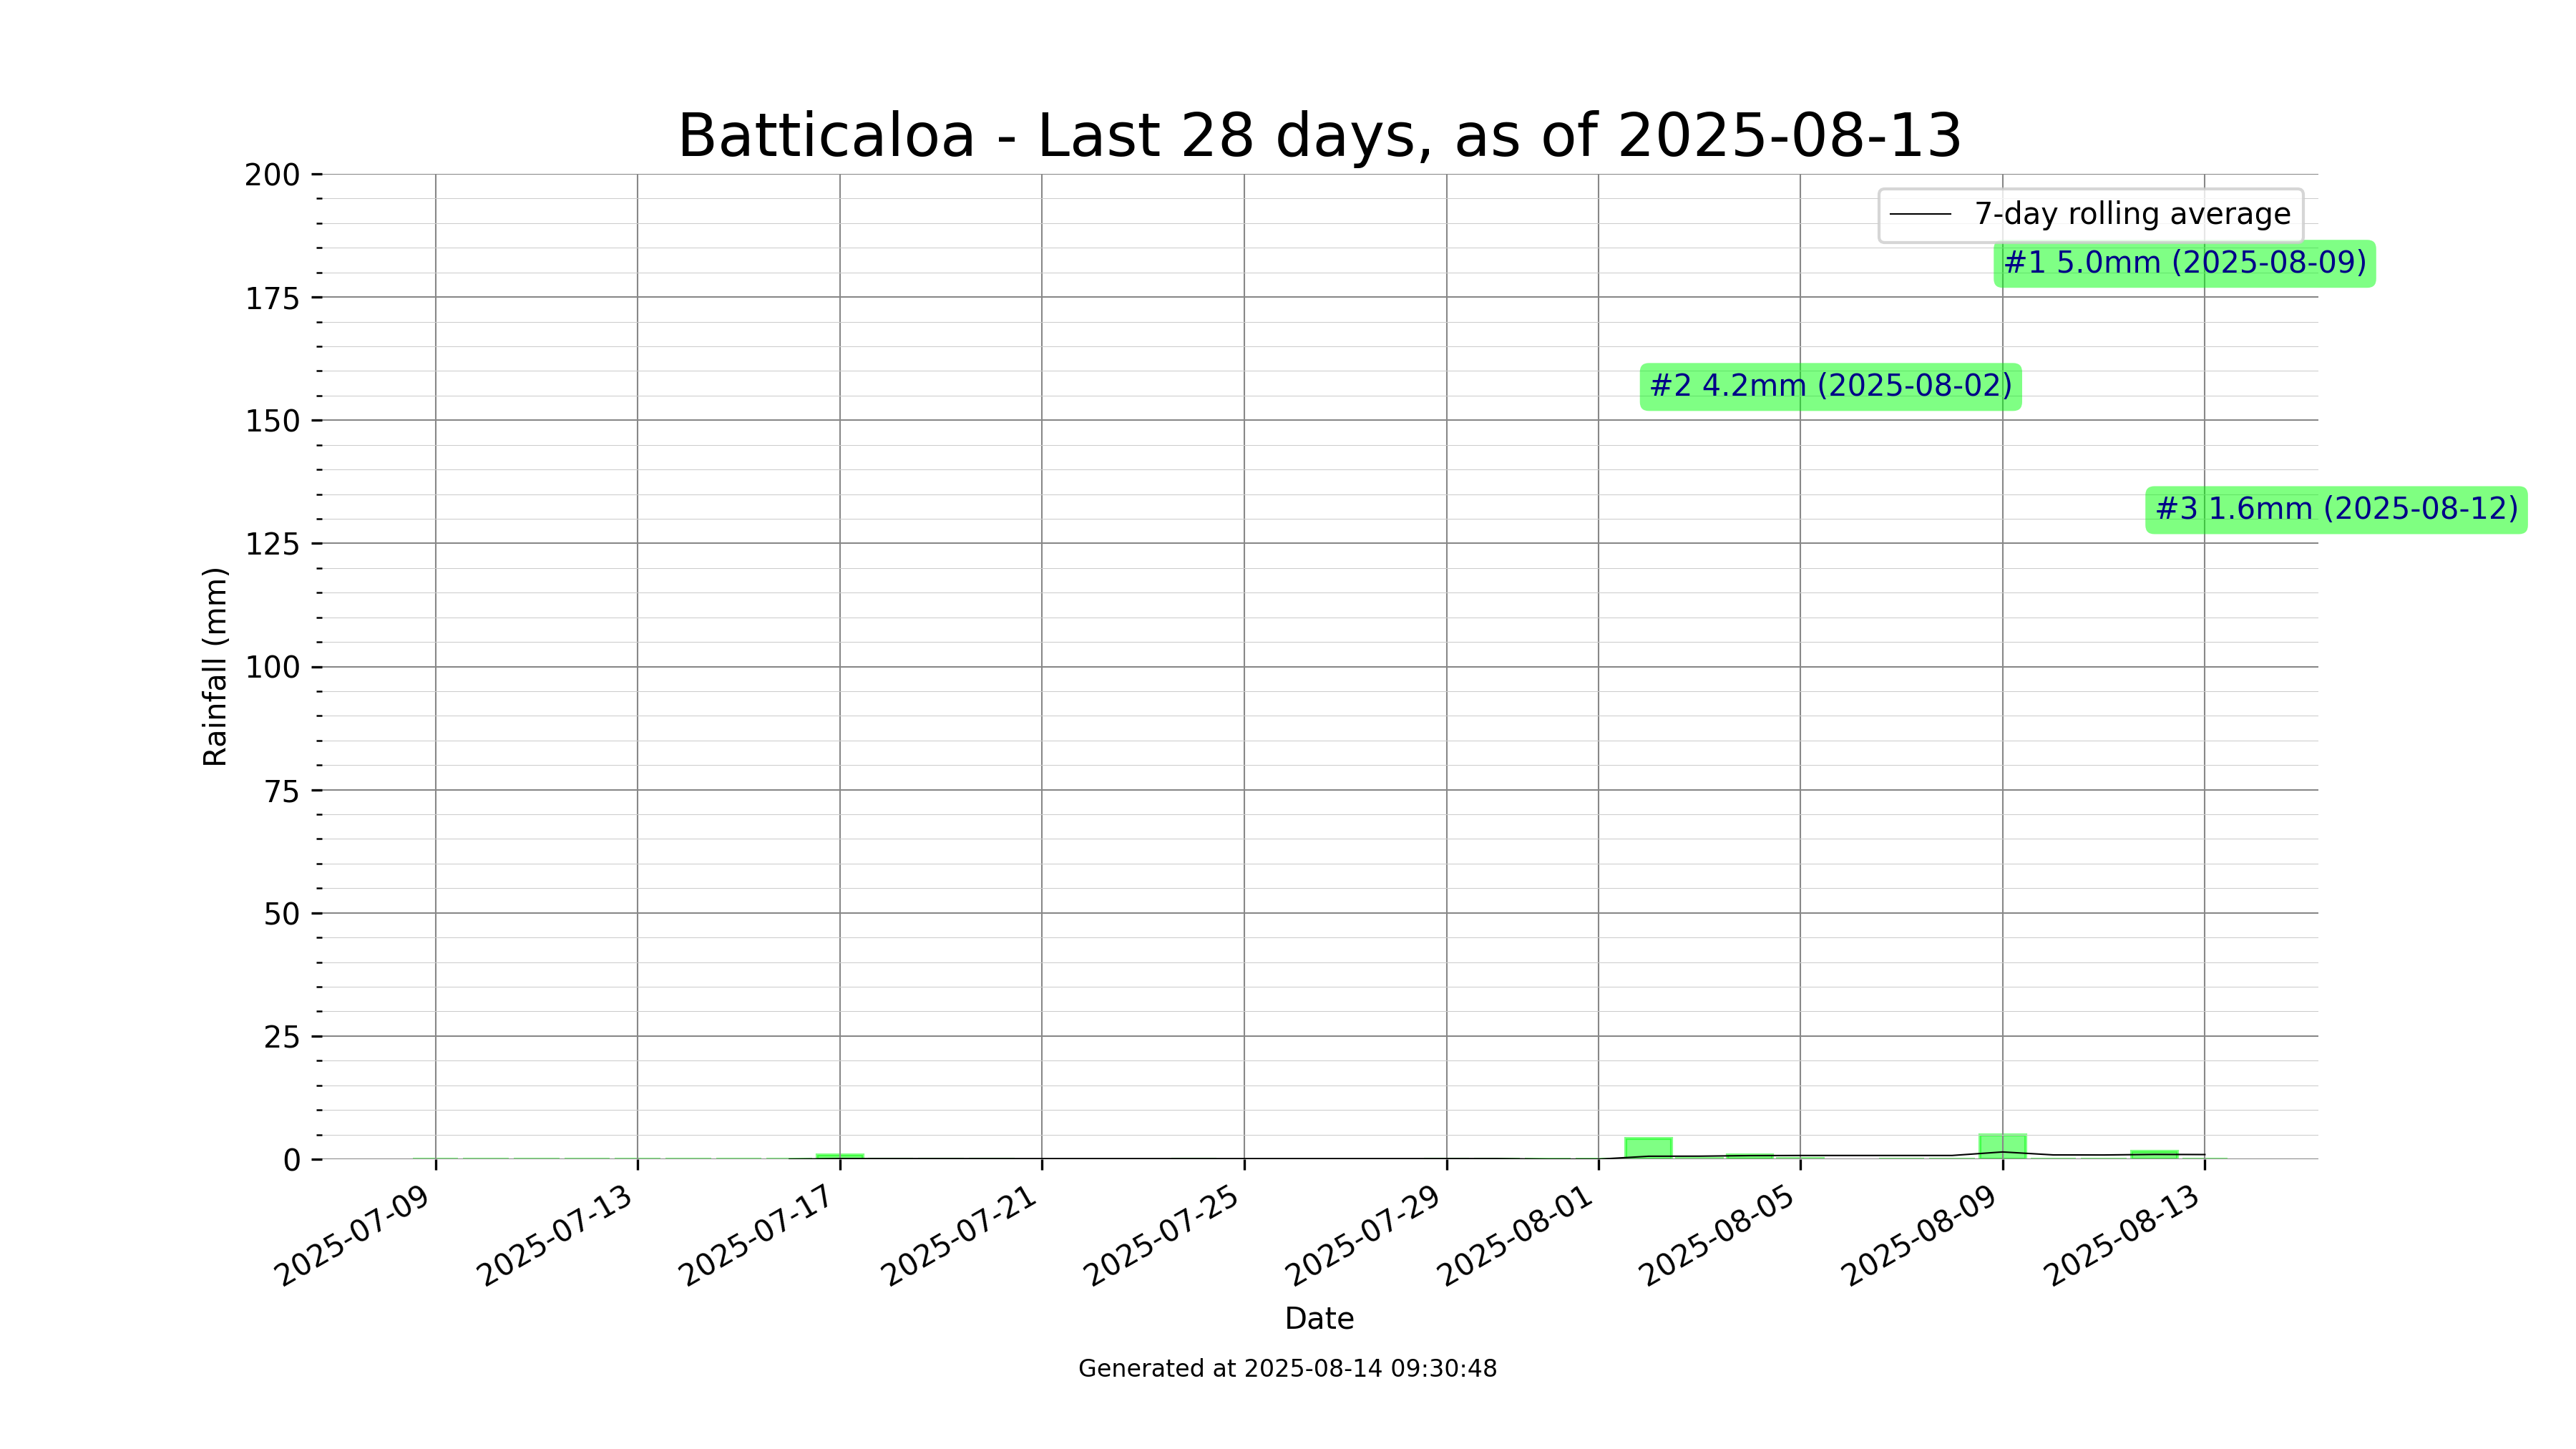 Batticaloa - Last 28 days, as of 2025-08-13
7-day rolling average
#1 5.0mm (2025-08-09)
#2 4.2mm (2025-08-02)
#3 1.6mm (2025-08-12)
Rainfall (mm)
200
175
150
125
100
75
50
25
0
2025-07-09
2025-07-13
2025-07-17
2025-07-21
2025-07-25
2025-07-29
2025-08-01
2025-08-05
2025-08-09
2025-08-13
Date
Generated at 2025-08-14 09:30:48